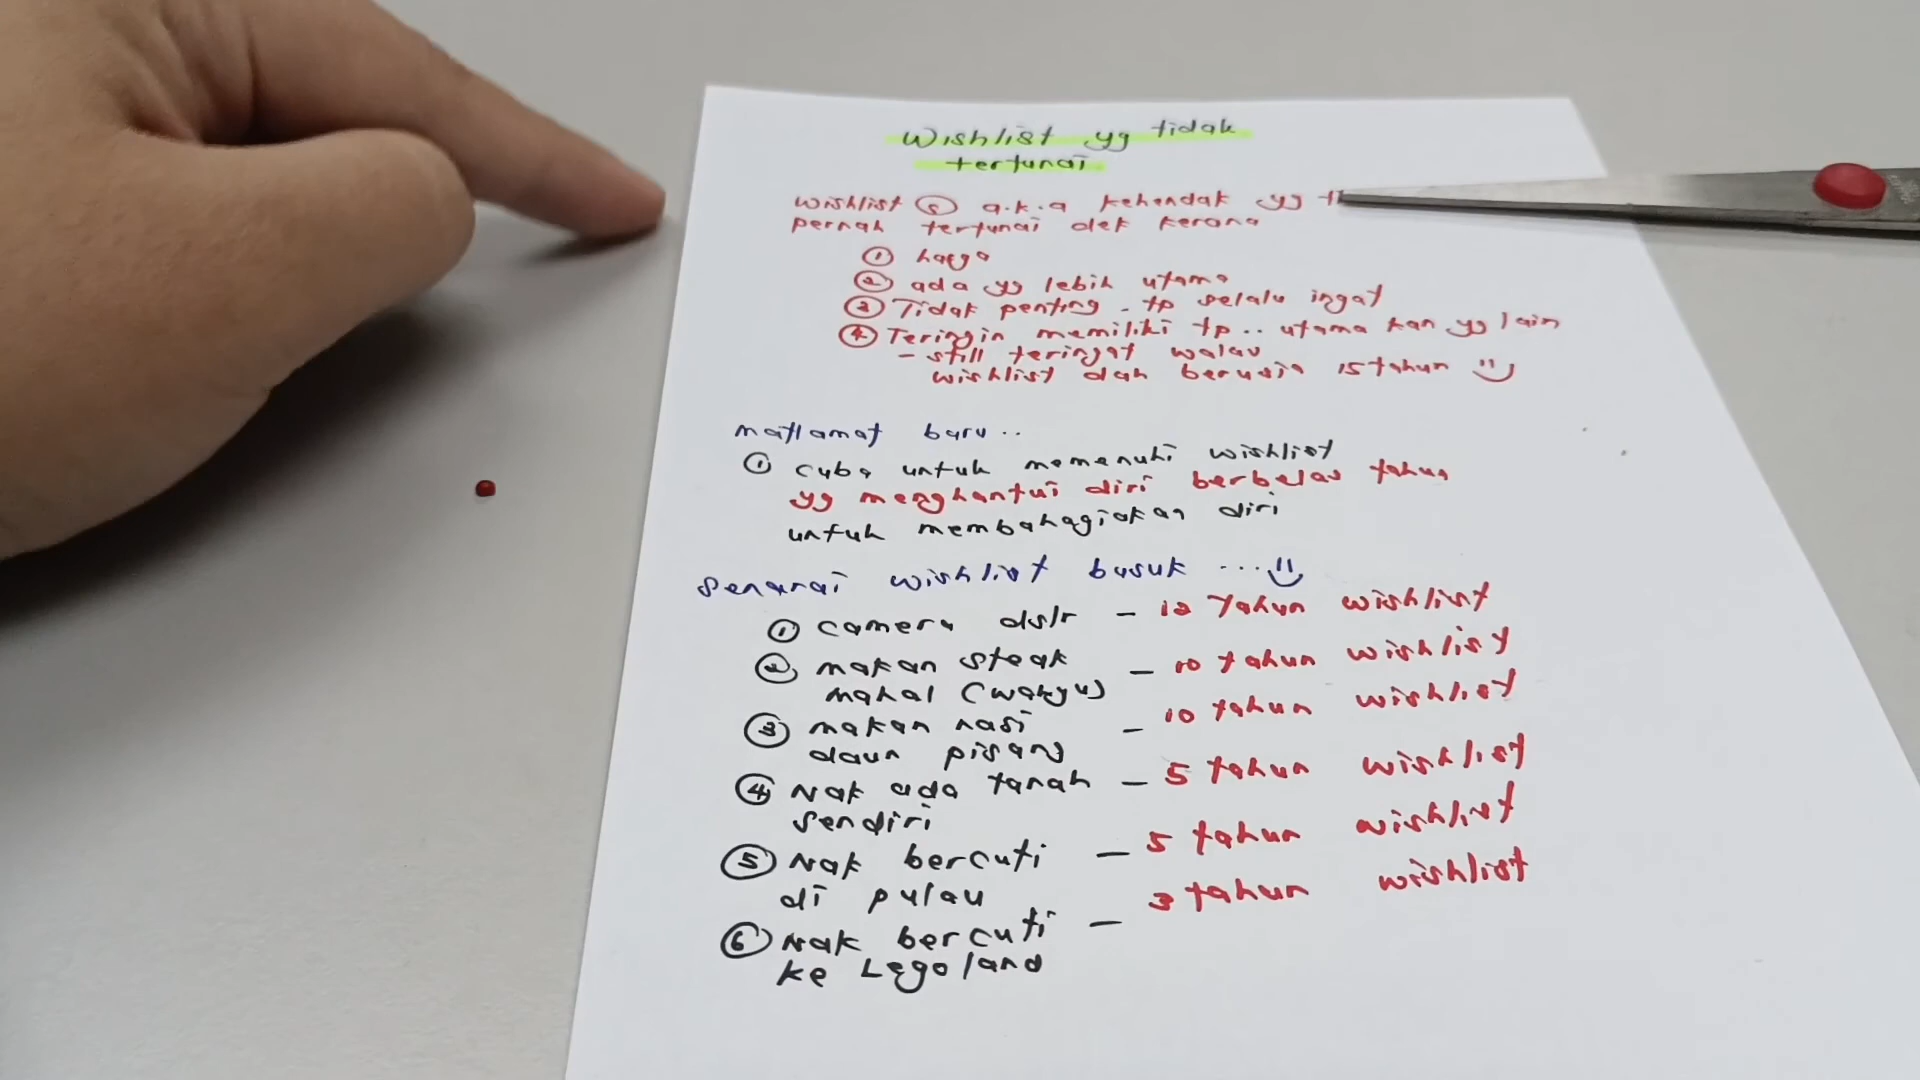 Wishlist yg tidak
tertunai
Wishlist (s) a.k.a kehendak yg
pernah tertunai olek kerana
① harga
② ada yg lebih utama
③ Tidak penting - tp selalu ingat
④ Teringin memiliki tp .. utama kan yg lain
- still teringat walau
wishlist dah berusia 15 tahun
matlamat baru ..
① cuba untuk memenuhi wishlist
yg menghantui diri berbelas tahun
untuk membahagiakan diri
Senarai wishlist busuk ...
① camera dslr - 12 tahun wishlist
② makan steak - 10 tahun wishlist
mahal (wakgu)
③ makan nasi - 10 tahun wishlist
daun pisang
④ Nak ada tanah - 5 tahun wishlist
sendiri
⑤ Nak bercuti - 5 tahun wishlist
di pulau
⑥ Nak bercuti - 3 tahun wishlist
ke Legoland